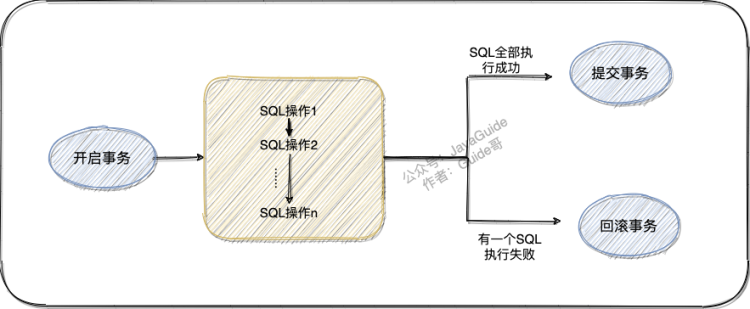 SQL全部执
行成功
提交事务
SQL操作1
开启事务
SQL操作2
公众号：JavaGuide
作者：Guide哥
SQL操作n
回滚事务
有一个SQL
执行失败